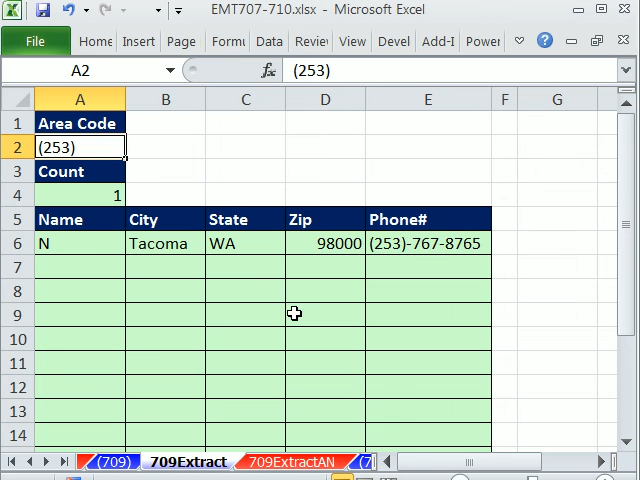 EMT707-710.xlsx - Microsoft Excel
File Home Insert Page Formu Data Revie View Devel Add-I Power
A2 fx (253)
A B C D E F G
1 Area Code
2 (253)
3 Count
4 1
5 Name City State Zip Phone#
6 N Tacoma WA 98000 (253)-767-8765
7
8
9
10
11
12
13
14
(709) 709Extract 709ExtractAN (7